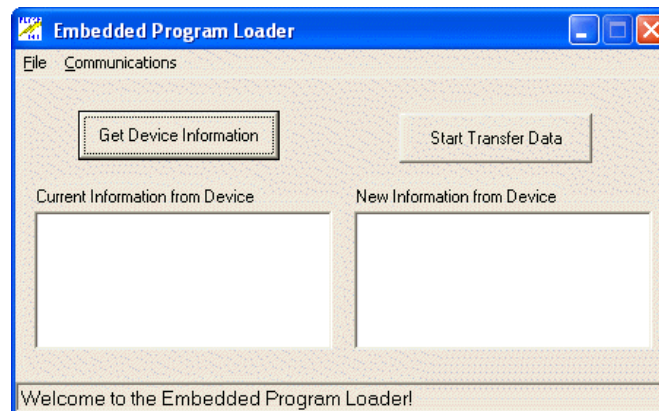 Embedded Program Loader
File Communications
Get Device Information Start Transfer Data
Current Information from Device New Information from Device
Welcome to the Embedded Program Loader!